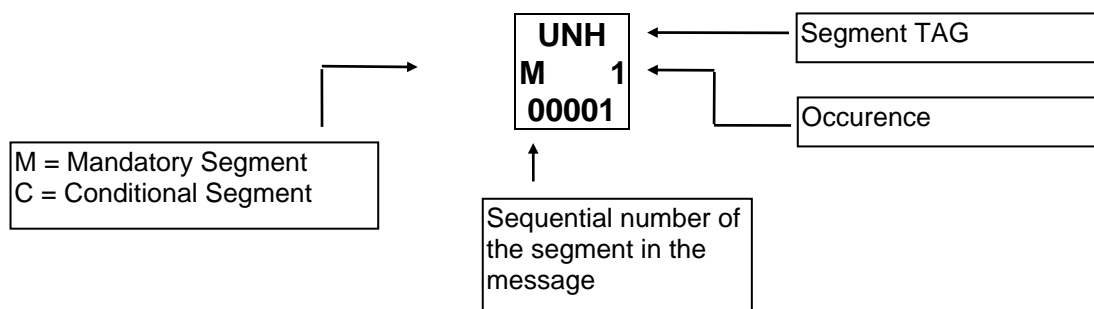 UNH
M 1
00001
Segment TAG
Occurence
M = Mandatory Segment
C = Conditional Segment
Sequential number of
the segment in the
message